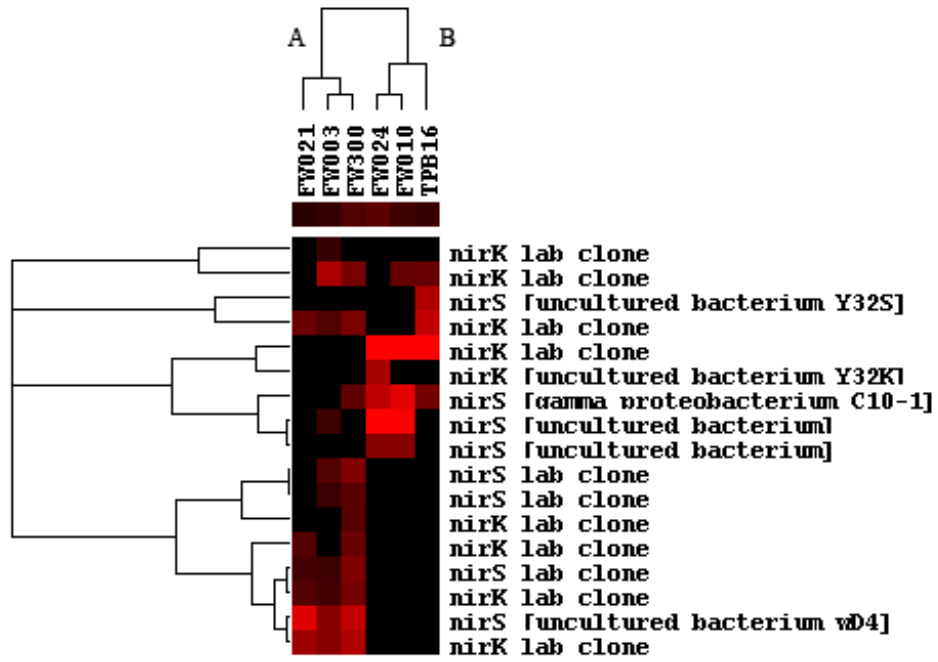 A B
FW021
FW003
FW300
FW024
FW010
TPB16
nirK lab clone
nirK lab clone
nirS [uncultured bacterium Y32S]
nirK lab clone
nirK lab clone
nirK [uncultured bacterium Y32K]
nirS [gamma proteobacterium C10-1]
nirS [uncultured bacterium]
nirS [uncultured bacterium]
nirS lab clone
nirS lab clone
nirK lab clone
nirK lab clone
nirS lab clone
nirK lab clone
nirS [uncultured bacterium wD4]
nirK lab clone